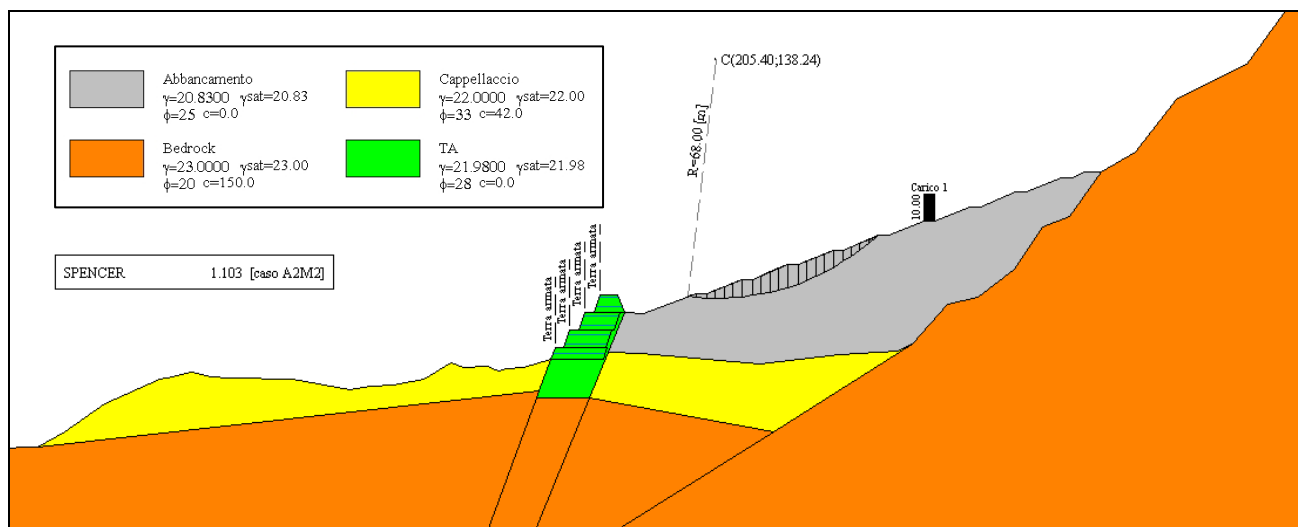 Abbancamento
γ=20.8300 γsat=20.83
ϕ=25 c=0.0
Cappellaccio
γ=22.0000 γsat=22.00
ϕ=33 c=42.0
Bedrock
γ=23.0000 γsat=23.00
ϕ=20 c=150.0
TA
γ=21.9800 γsat=21.98
ϕ=28 c=0.0
SPENCER 1.103 [caso A2M2]
C(205.40;138.24)
R=68.00 [m]
Carico 1
10.00
Terra armata
Terra armata
Terra armata
Terra armata